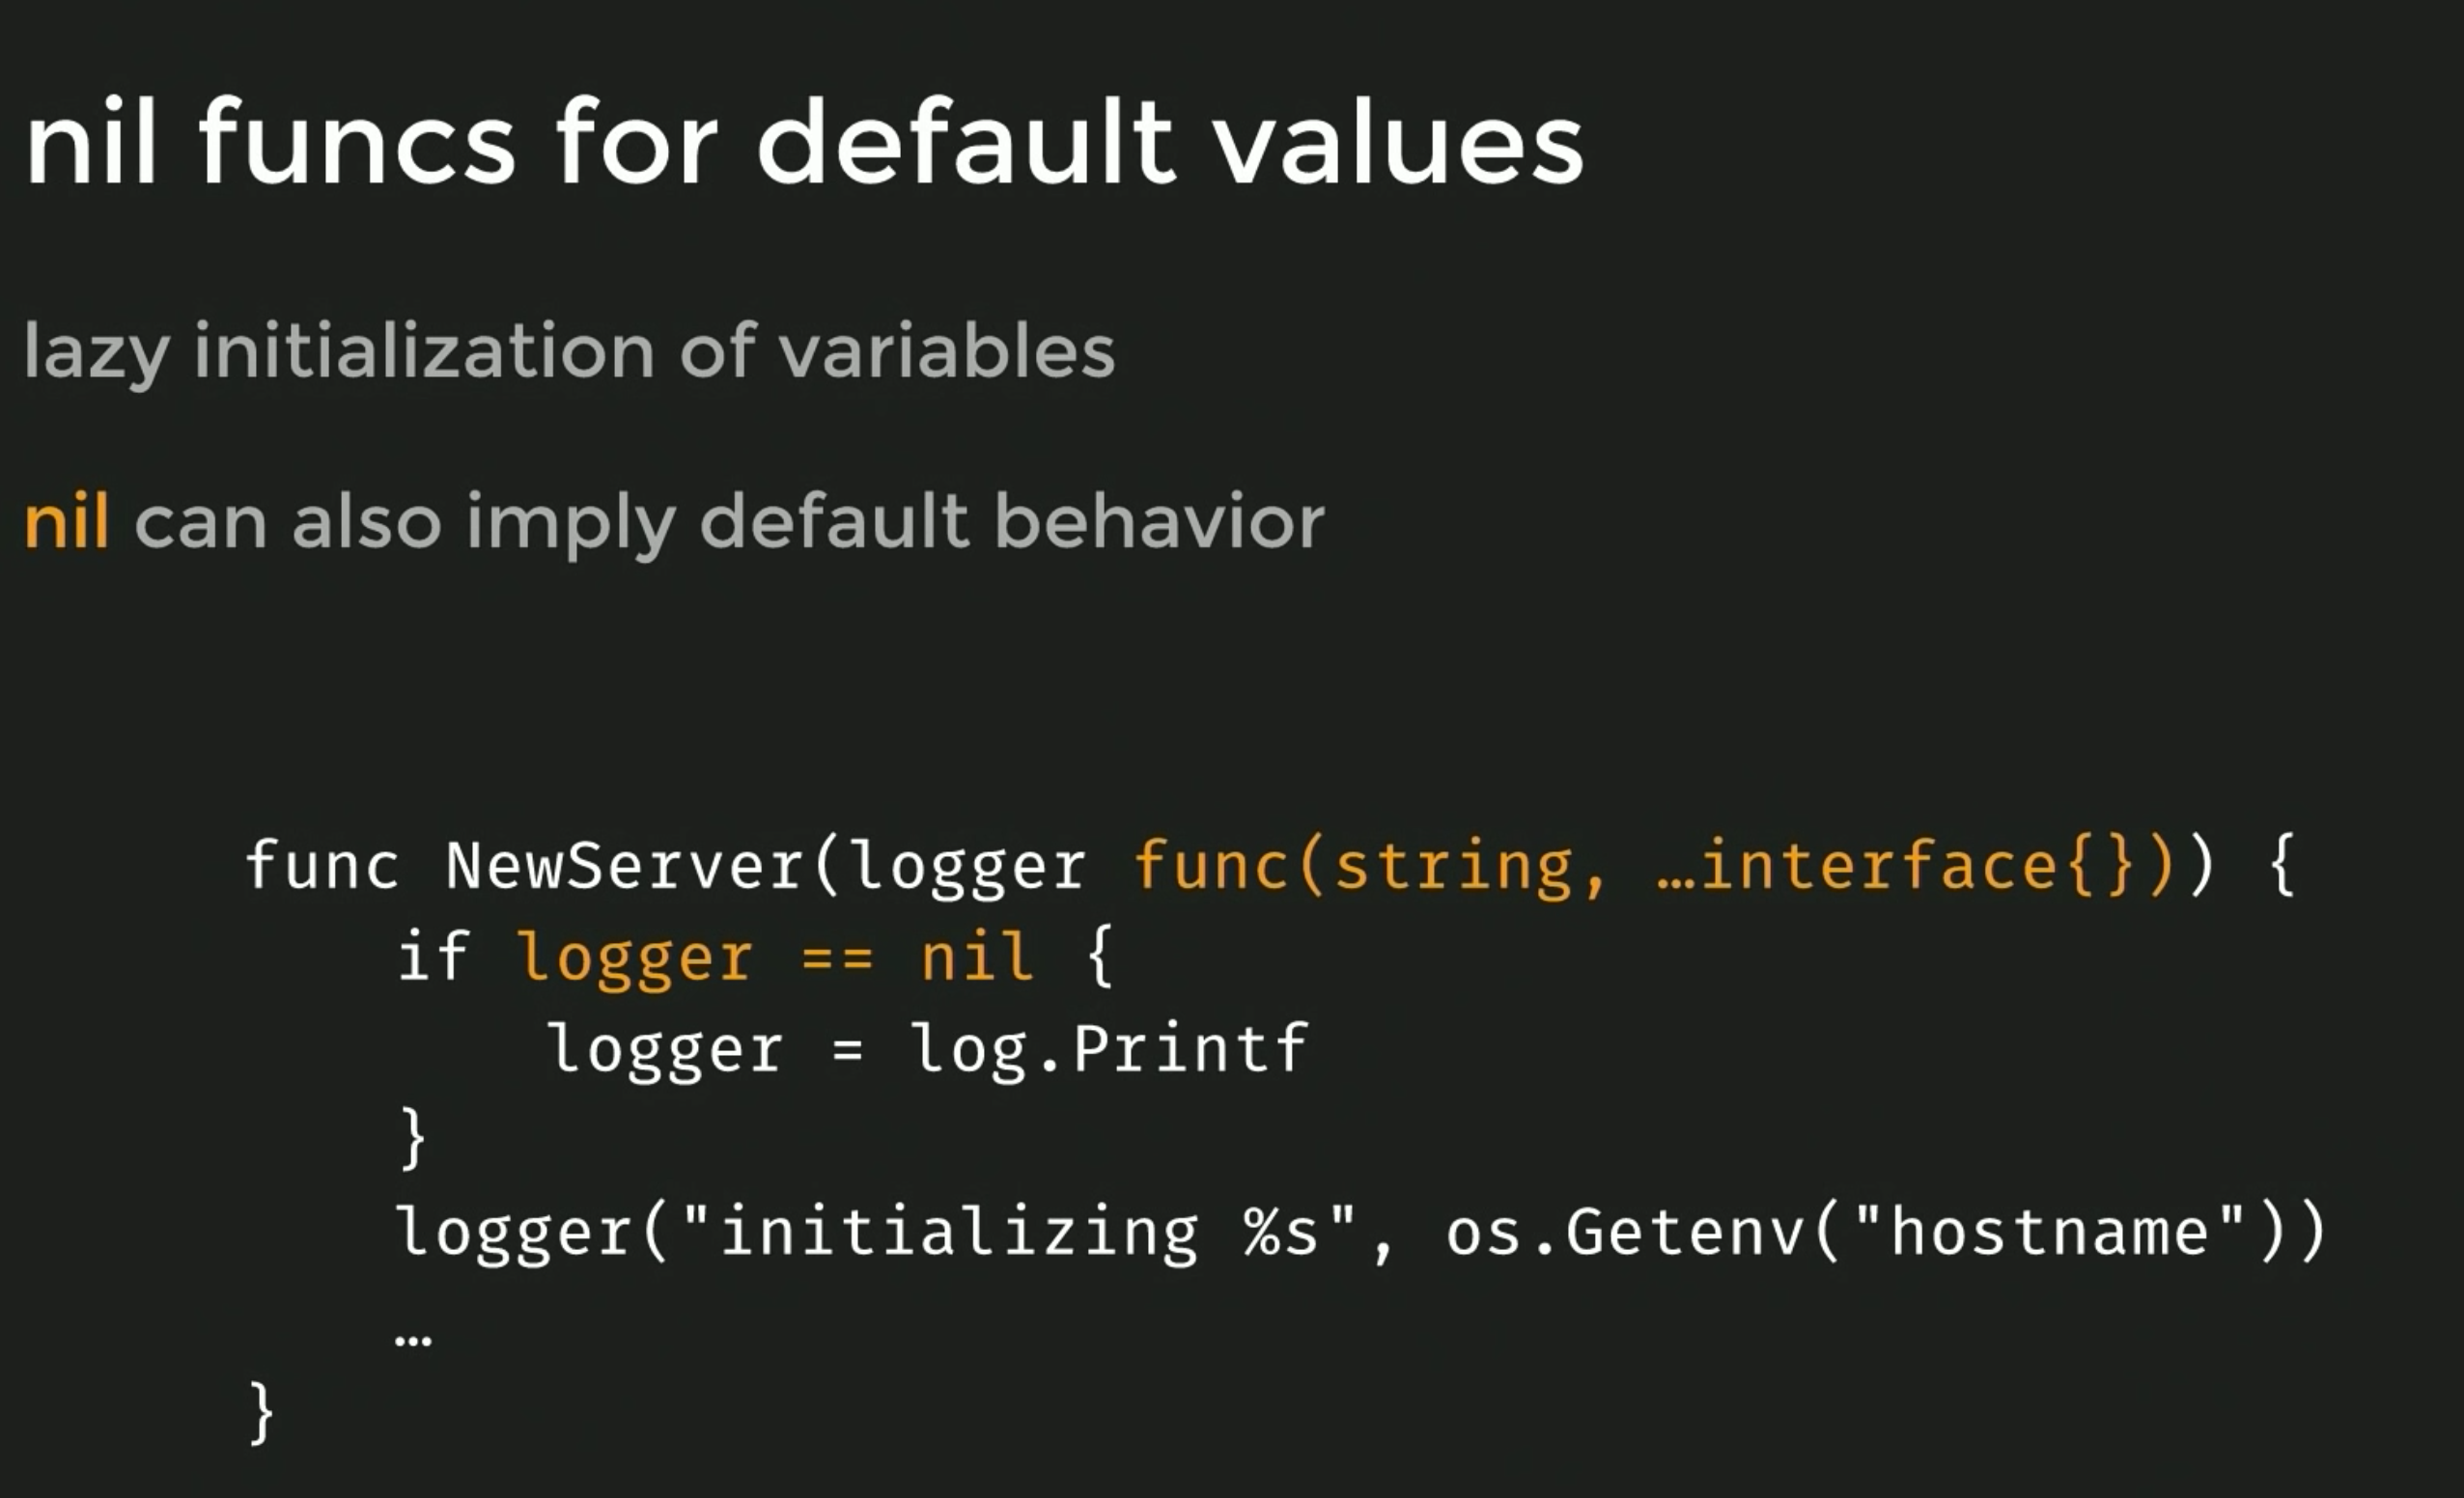 nil funcs for default values
lazy initialization of variables
nil can also imply default behavior
func NewServer(logger func(string, …interface{})) {
if logger == nil {
logger = log.Printf
}
logger("initializing %s", os.Getenv("hostname"))
…
}